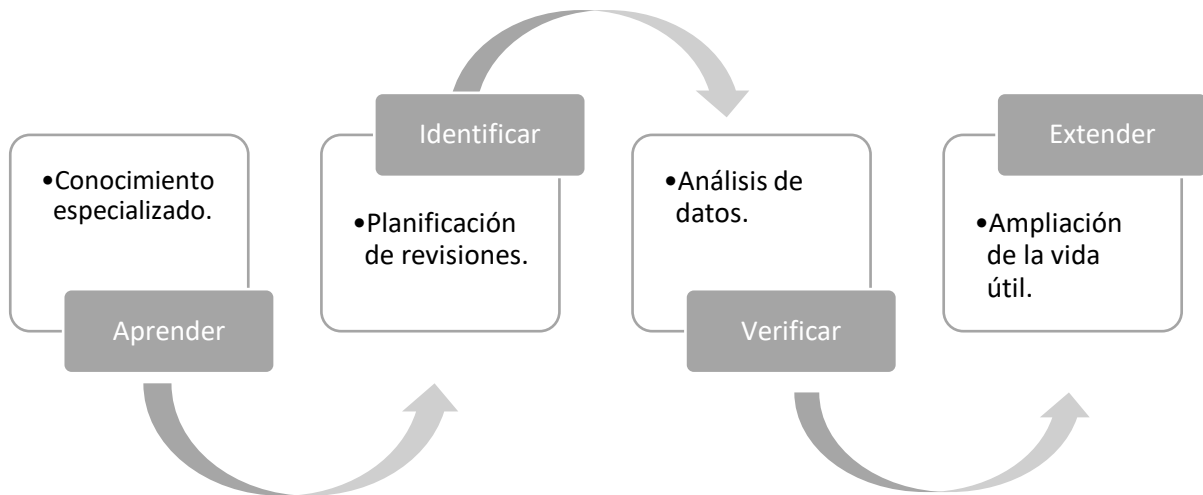 •Conocimiento
especializado.
Aprender
Identificar
•Planificación
de revisiones.
•Análisis de
datos.
Verificar
Extender
•Ampliación
de la vida
útil.